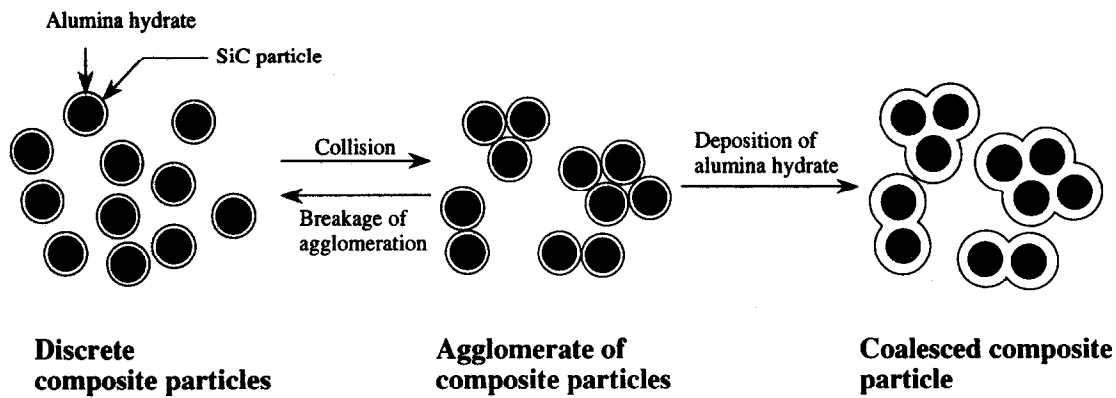 Alumina hydrate
SiC particle
Collision
Breakage of
agglomeration
Deposition of
alumina hydrate
Discrete
composite particles
Agglomerate of
composite particles
Coalesced composite
particle